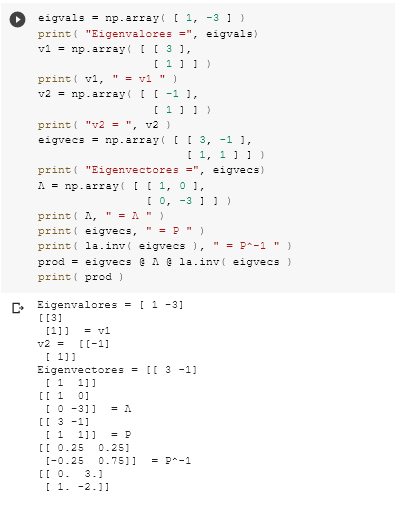 eigvals = np.array( [ 1, -3 ] )
print( "Eigenvalores =", eigvals)
v1 = np.array( [ [ 3 ],
[ 1 ] ] )
print( v1, " = v1 " )
v2 = np.array( [ [ -1 ],
[ 1 ] ] )
print( "v2 = ", v2 )
eigvecs = np.array( [ [ 3, -1 ],
[ 1, 1 ] ] )
print( "Eigenvectores =", eigvecs)
Λ = np.array( [ [ 1, 0 ],
[ 0, -3 ] ] )
print( Λ, " = Λ " )
print( eigvecs, " = P " )
print( la.inv( eigvecs ), " = P^-1 " )
prod = eigvecs @ Λ @ la.inv( eigvecs )
print( prod )
Eigenvalores = [ 1 -3]
[[3]
[1]]  = v1
v2 =  [[-1]
[ 1]]
Eigenvectores = [[ 3 -1]
[ 1  1]]
[[ 1  0]
[ 0 -3]]  = Λ
[[ 3 -1]
[ 1  1]]  = P
[[ 0.25  0.25]
[-0.25  0.75]]  = P^-1
[[ 0.  3.]
[ 1. -2.]]